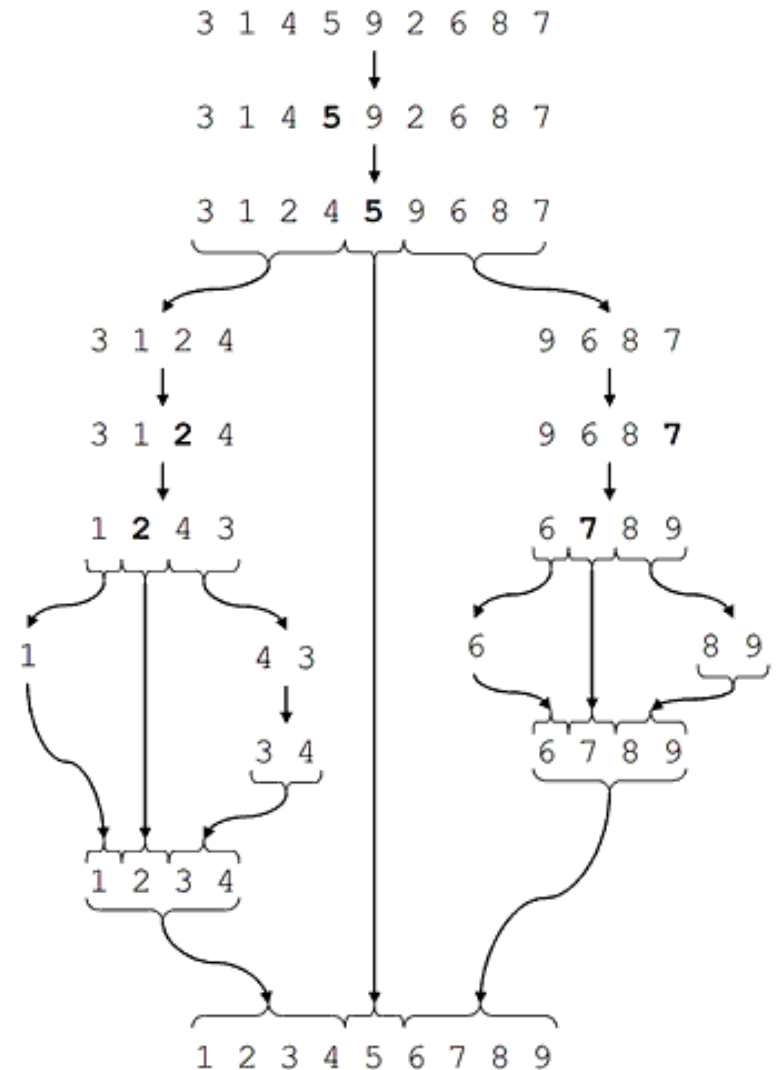 3 1 4 5 9 2 6 8 7
3 1 4 5 9 2 6 8 7
3 1 2 4 5 9 6 8 7
3 1 2 4
9 6 8 7
3 1 2 4
9 6 8 7
1 2 4 3
6 7 8 9
1
4 3
6
8 9
3 4
6 7 8 9
1 2 3 4
1 2 3 4 5 6 7 8 9